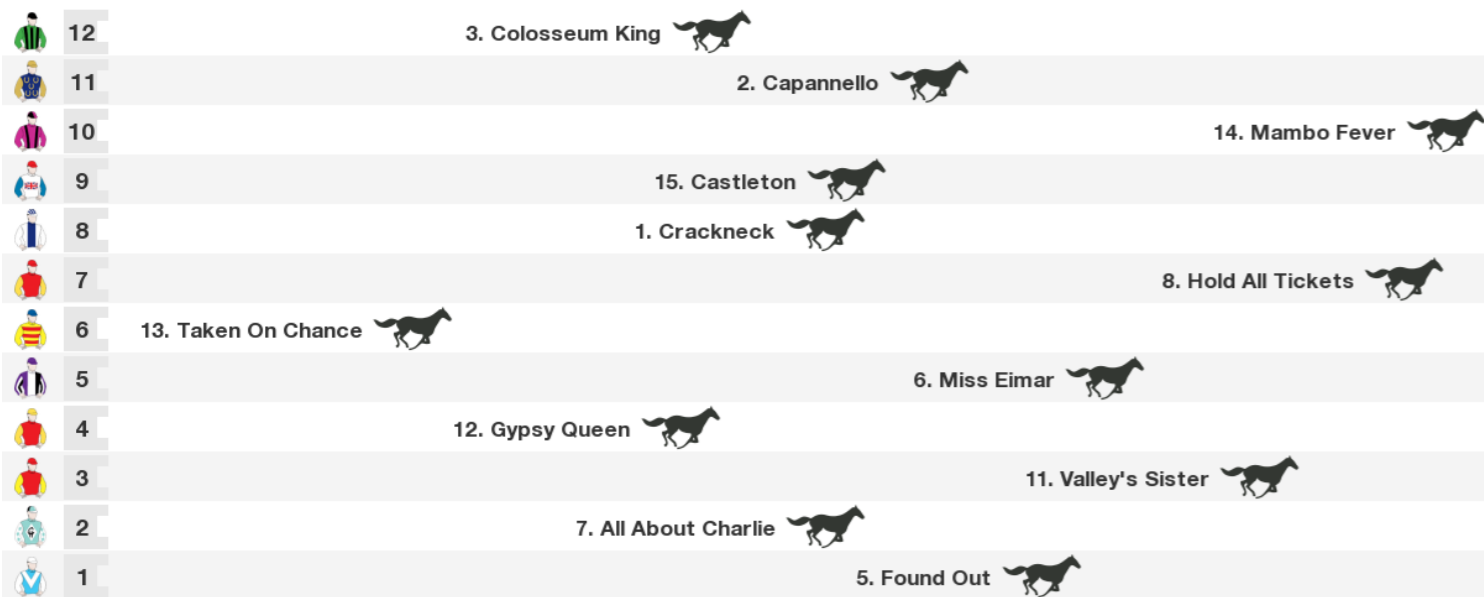 12 3. Colosseum King
11 2. Capannello
10 14. Mambo Fever
9 15. Castleton
8 1. Crackneck
7 8. Hold All Tickets
6 13. Taken On Chance
5 6. Miss Eimar
4 12. Gypsy Queen
3 11. Valley's Sister
2 7. All About Charlie
1 5. Found Out